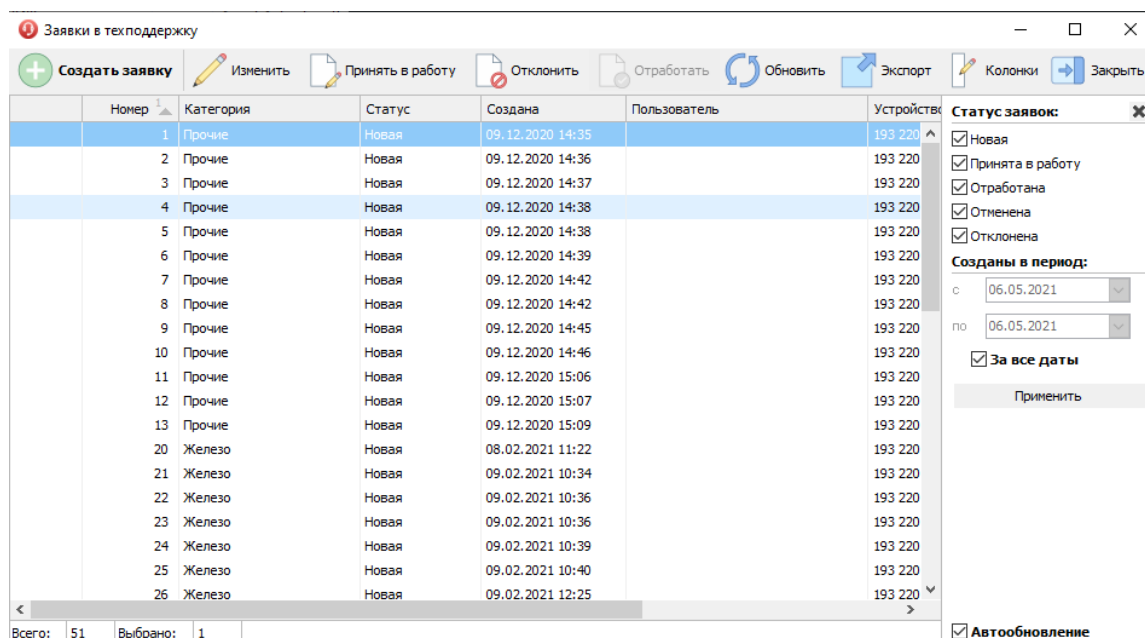 Заявки в техподдержку
Создать заявку Изменить Принять в работу Отклонить Отработать Обновить Экспорт Колонки Закрыть
Номер 1 Категория Статус Создана Пользователь Устройство
1 Прочие Новая 09.12.2020 14:35 193 220
2 Прочие Новая 09.12.2020 14:36 193 220
3 Прочие Новая 09.12.2020 14:37 193 220
4 Прочие Новая 09.12.2020 14:38 193 220
5 Прочие Новая 09.12.2020 14:38 193 220
6 Прочие Новая 09.12.2020 14:39 193 220
7 Прочие Новая 09.12.2020 14:42 193 220
8 Прочие Новая 09.12.2020 14:42 193 220
9 Прочие Новая 09.12.2020 14:45 193 220
10 Прочие Новая 09.12.2020 14:46 193 220
11 Прочие Новая 09.12.2020 15:06 193 220
12 Прочие Новая 09.12.2020 15:07 193 220
13 Прочие Новая 09.12.2020 15:09 193 220
20 Железо Новая 08.02.2021 11:22 193 220
21 Железо Новая 09.02.2021 10:34 193 220
22 Железо Новая 09.02.2021 10:36 193 220
23 Железо Новая 09.02.2021 10:36 193 220
24 Железо Новая 09.02.2021 10:39 193 220
25 Железо Новая 09.02.2021 10:40 193 220
26 Железо Новая 09.02.2021 12:25 193 220
Всего: 51 Выбрано: 1
Статус заявок:
Новая
Принята в работу
Отработана
Отменена
Отклонена
Созданы в период:
с 06.05.2021
по 06.05.2021
За все даты
Применить
Автообновление